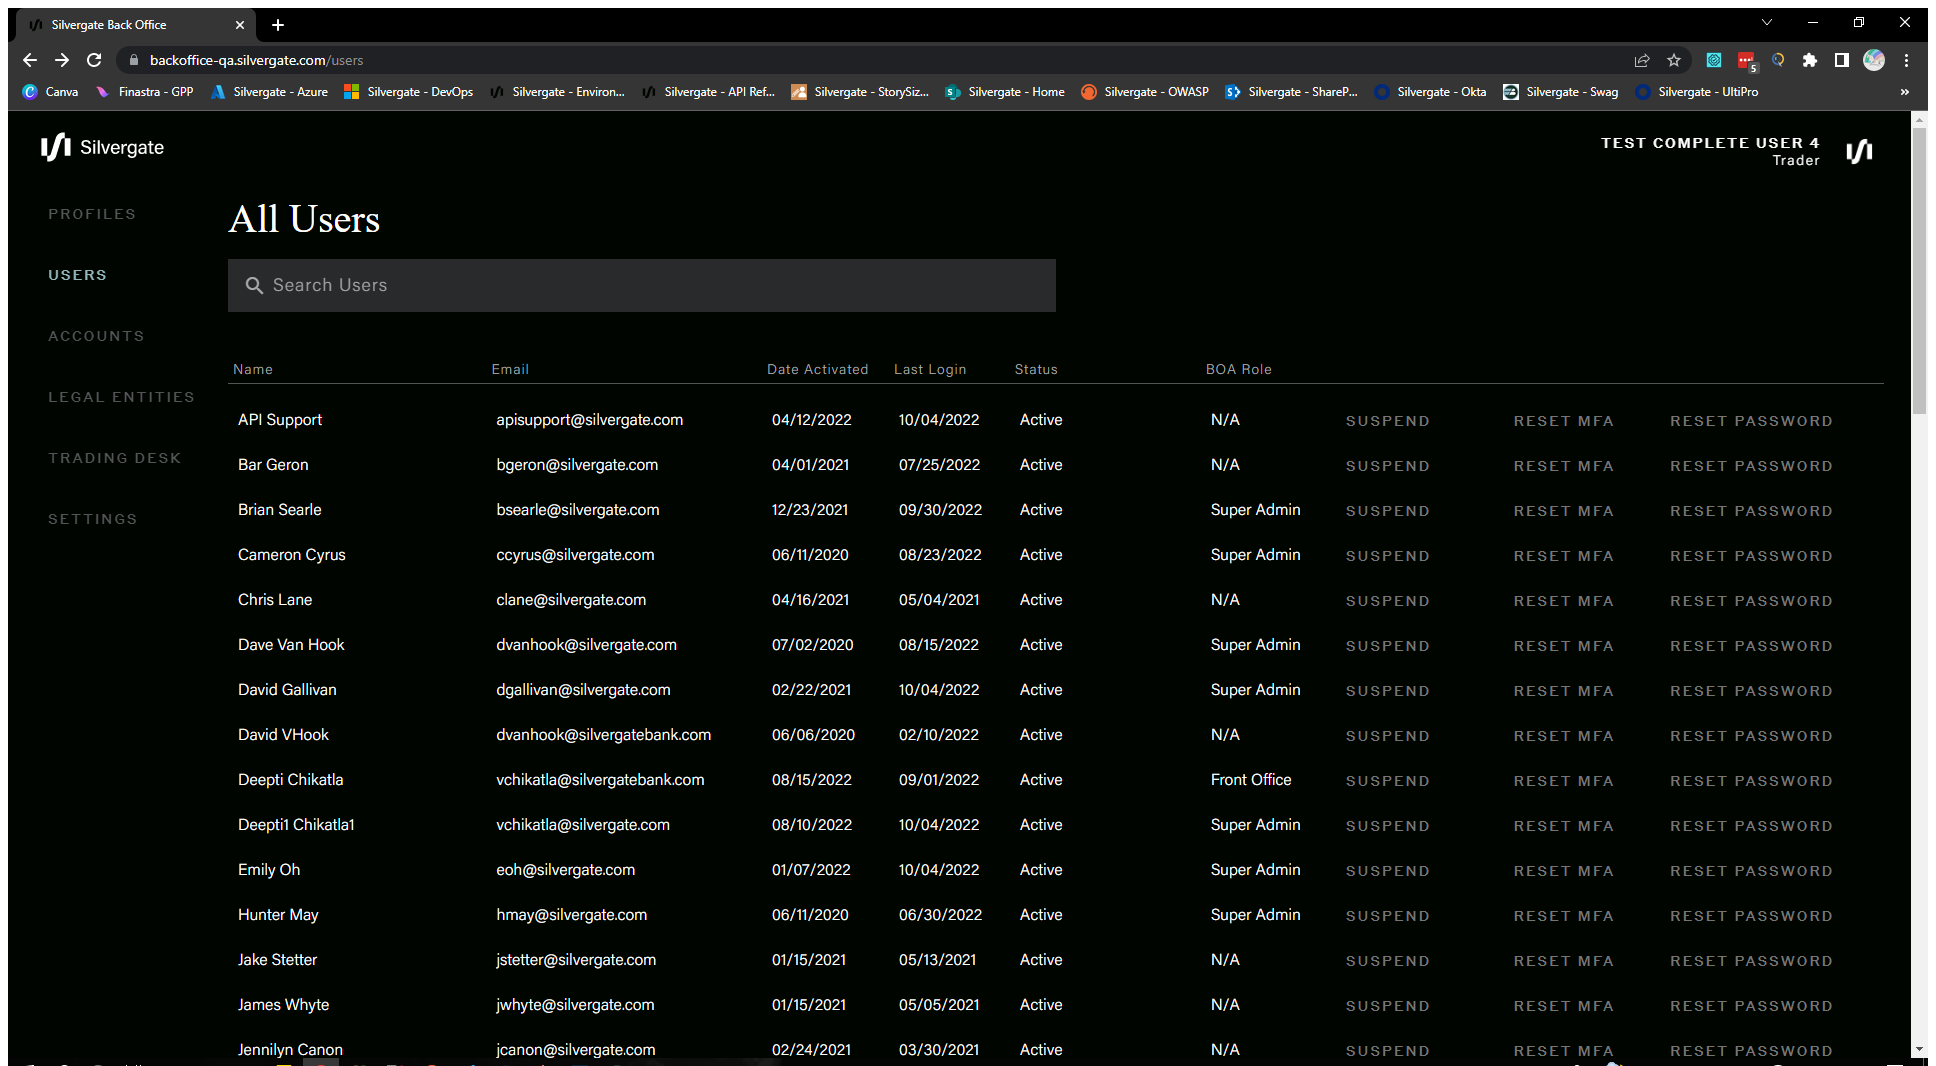 Silvergate Back Office
backoffice-qa.silvergate.com/users
5
Canva Finastra - GPP Silvergate - Azure Silvergate - DevOps Silvergate - Environ... Silvergate - API Ref... Silvergate - StorySiz... Silvergate - Home Silvergate - OWASP Silvergate - ShareP... Silvergate - Okta Silvergate - Swag Silvergate - UltiPro »
Silvergate
TEST COMPLETE USER 4
Trader
PROFILES
USERS
ACCOUNTS
LEGAL ENTITIES
TRADING DESK
SETTINGS
All Users
Search Users
Name Email Date Activated Last Login Status BOA Role
API Support apisupport@silvergate.com 04/12/2022 10/04/2022 Active N/A SUSPEND RESET MFA RESET PASSWORD
Bar Geron bgeron@silvergate.com 04/01/2021 07/25/2022 Active N/A SUSPEND RESET MFA RESET PASSWORD
Brian Searle bsearle@silvergate.com 12/23/2021 09/30/2022 Active Super Admin SUSPEND RESET MFA RESET PASSWORD
Cameron Cyrus ccyrus@silvergate.com 06/11/2020 08/23/2022 Active Super Admin SUSPEND RESET MFA RESET PASSWORD
Chris Lane clane@silvergate.com 04/16/2021 05/04/2021 Active N/A SUSPEND RESET MFA RESET PASSWORD
Dave Van Hook dvanhook@silvergate.com 07/02/2020 08/15/2022 Active Super Admin SUSPEND RESET MFA RESET PASSWORD
David Gallivan dgallivan@silvergate.com 02/22/2021 10/04/2022 Active Super Admin SUSPEND RESET MFA RESET PASSWORD
David VHook dvanhook@silvergatebank.com 06/06/2020 02/10/2022 Active N/A SUSPEND RESET MFA RESET PASSWORD
Deepti Chikatla vchikatla@silvergatebank.com 08/15/2022 09/01/2022 Active Front Office SUSPEND RESET MFA RESET PASSWORD
Deepti1 Chikatla1 vchikatla@silvergate.com 08/10/2022 10/04/2022 Active Super Admin SUSPEND RESET MFA RESET PASSWORD
Emily Oh eoh@silvergate.com 01/07/2022 10/04/2022 Active Super Admin SUSPEND RESET MFA RESET PASSWORD
Hunter May hmay@silvergate.com 06/11/2020 06/30/2022 Active Super Admin SUSPEND RESET MFA RESET PASSWORD
Jake Stetter jstetter@silvergate.com 01/15/2021 05/13/2021 Active N/A SUSPEND RESET MFA RESET PASSWORD
James Whyte jwhyte@silvergate.com 01/15/2021 05/05/2021 Active N/A SUSPEND RESET MFA RESET PASSWORD
Jennilyn Canon jcanon@silvergate.com 02/24/2021 03/30/2021 Active N/A SUSPEND RESET MFA RESET PASSWORD